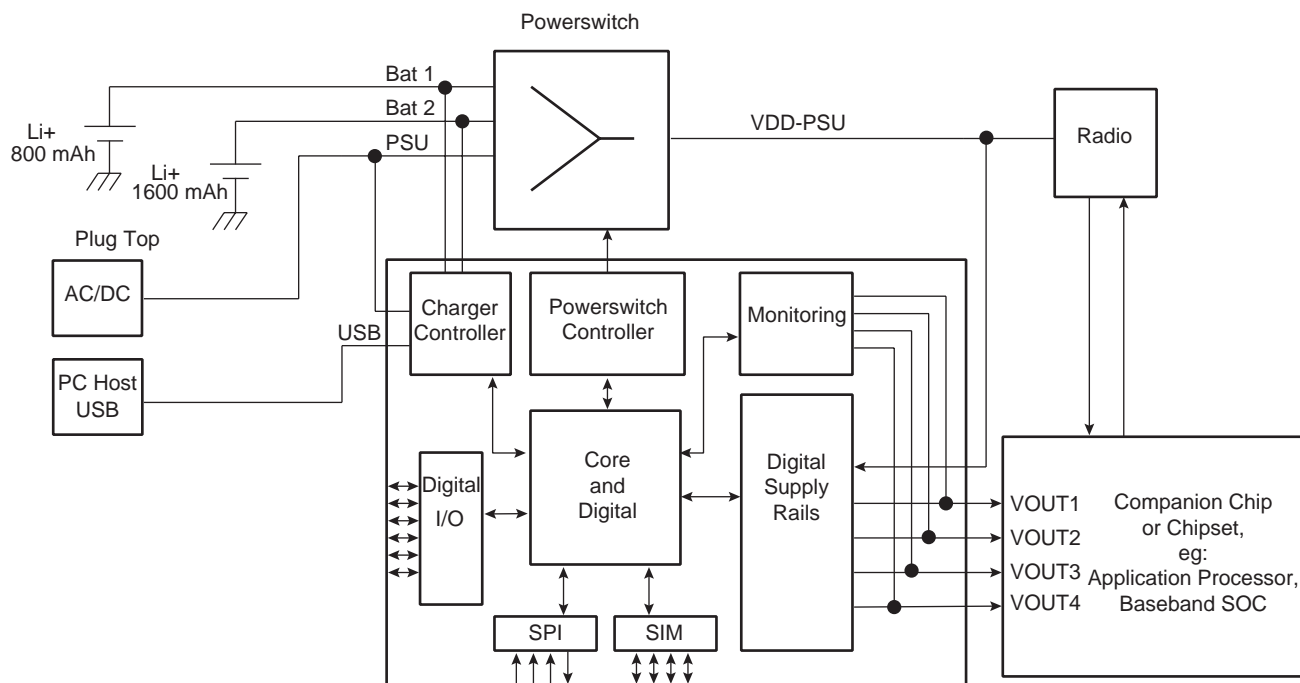 Powerswitch
Bat 1
Bat 2
PSU
VDD-PSU
Radio
Li+
800 mAh
Li+
1600 mAh
Plug Top
AC/DC
Charger
Controller
Powerswitch
Controller
Monitoring
USB
PC Host
USB
Core
and
Digital
Digital
I/O
Digital
Supply
Rails
VOUT1
VOUT2
VOUT3
VOUT4
Companion Chip
or Chipset,
eg:
Application Processor,
Baseband SOC
SPI
SIM